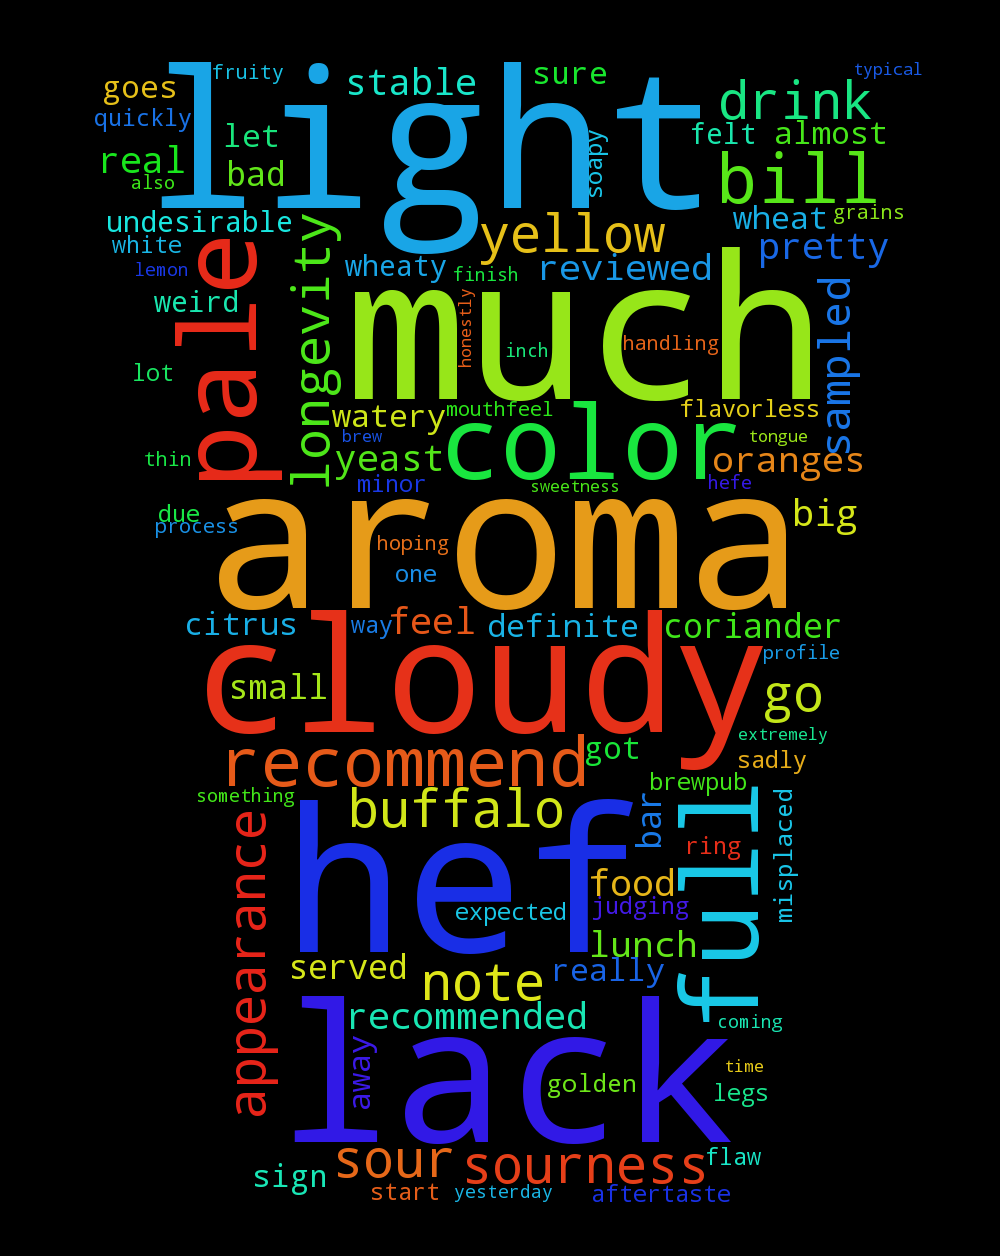 light
fruity
stable
sure
typical
goes
drink
quickly
let
felt
almost
real
bad
soapy
bill
also
undesirable
yellow
wheat
grains
white
pale
longevity
wheaty
finish
reviewed
pretty
lemon
much
weird
honestly
inch
handling
sampled
lot
watery
mouthfeel
flavorless
brew
color
tongue
thin
yeast
oranges
minor
sweetness
hefe
aroma
due
process
big
hoping
one
citrus
way
feel
definite
coriander
cloudy
profile
small
go
recommend
got
extremely
sadly
something
buffalo
brewpub
hef
bar
full
misplaced
ring
appearance
food
expected
judging
lunch
served
note
really
recommended
coming
lack
away
golden
time
legs
sour
sourness
flaw
sign
start
yesterday
aftertaste